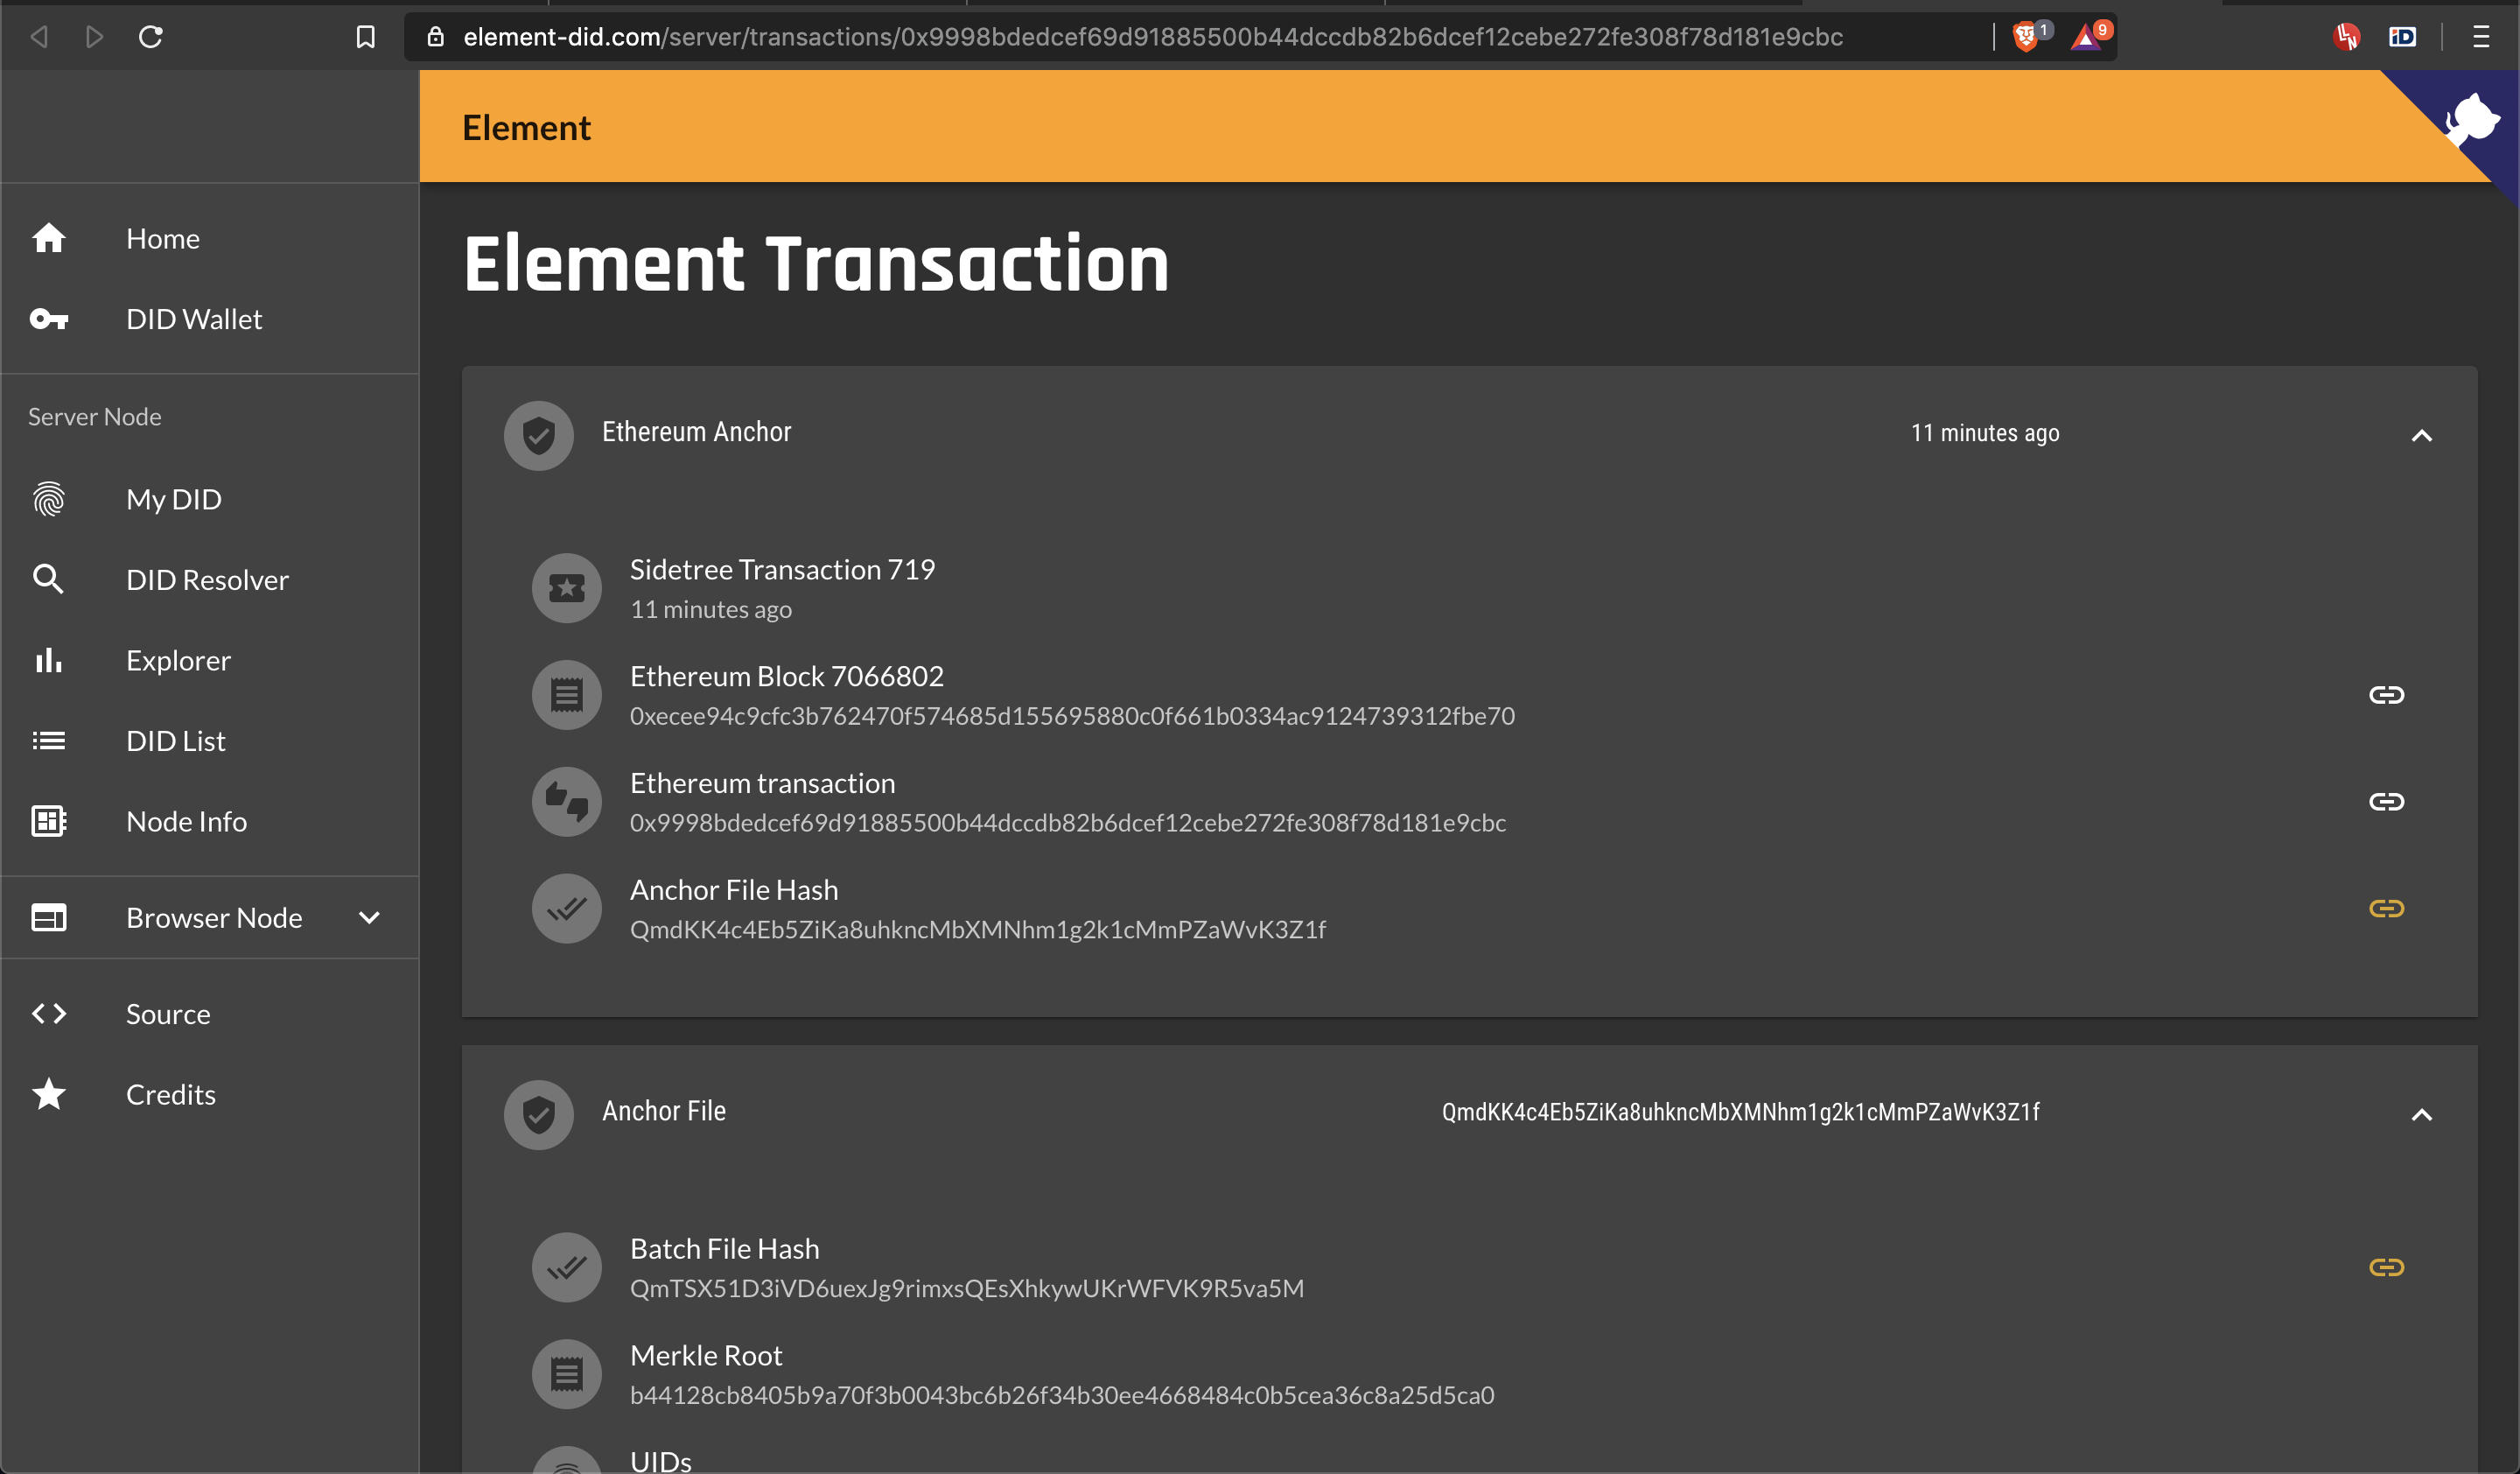 element-did.com/server/transactions/0x9998bdedcef69d91885500b44dccdb82b6dcef12cebe272fe308f78d181e9cbc
1
9
LN
iD
Element
Home
DID Wallet
Server Node
My DID
DID Resolver
Explorer
DID List
Node Info
Browser Node
Source
Credits
Element Transaction
Ethereum Anchor
11 minutes ago
Sidetree Transaction 719
11 minutes ago
Ethereum Block 7066802
0xecee94c9cfc3b762470f574685d155695880c0f661b0334ac9124739312fbe70
Ethereum transaction
0x9998bdedcef69d91885500b44dccdb82b6dcef12cebe272fe308f78d181e9cbc
Anchor File Hash
QmdKK4c4Eb5ZiKa8uhkncMbXMNhm1g2k1cMmPZaWvK3Z1f
Anchor File
QmdKK4c4Eb5ZiKa8uhkncMbXMNhm1g2k1cMmPZaWvK3Z1f
Batch File Hash
QmTSX51D3iVD6uexJg9rimxsQEsXhkywUKrWFVK9R5va5M
Merkle Root
b44128cb8405b9a70f3b0043bc6b26f34b30ee4668484c0b5cea36c8a25d5ca0
UIDs